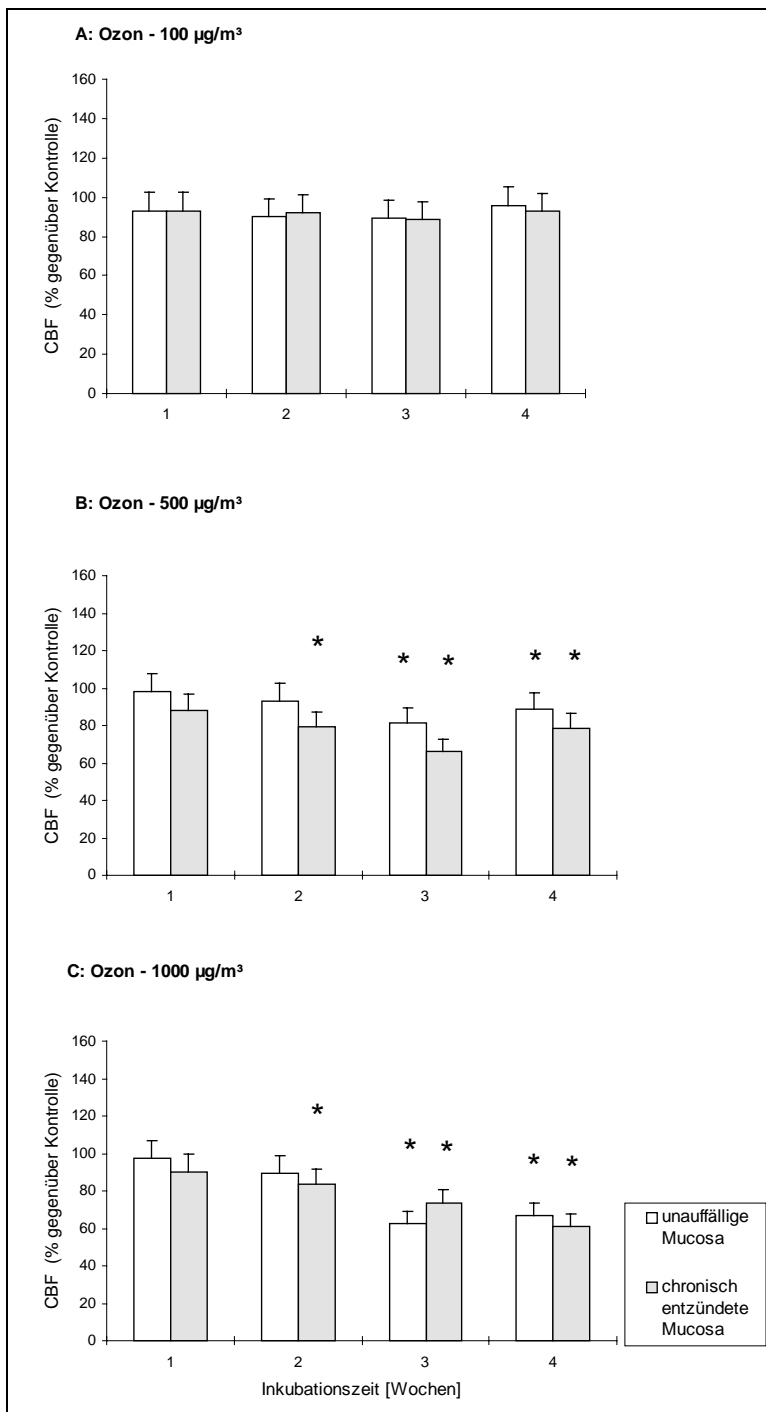 A: Ozon - 100 µg/m³
CBF (% gegenüber Kontrolle)
160
140
120
100
80
60
40
20
0
1 2 3 4
B: Ozon - 500 µg/m³
CBF (% gegenüber Kontrolle)
160
140
120
100
80
60
40
20
0
* * * * *
1 2 3 4
C: Ozon - 1000 µg/m³
CBF (% gegenüber Kontrolle)
160
140
120
100
80
60
40
20
0
* * * * *
1 2 3 4
Inkubationszeit [Wochen]
unauffällige
Mucosa
chronisch
entzündete
Mucosa